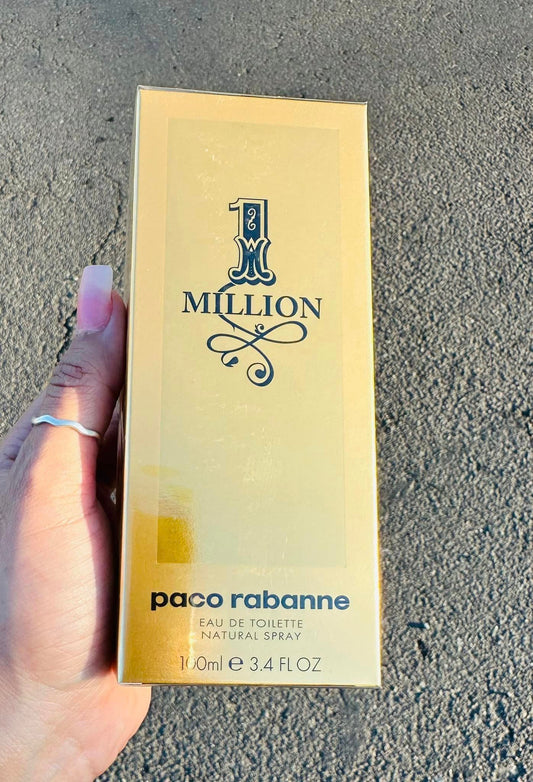 1
MILLION
paco rabanne
EAU DE TOILETTE
NATURAL SPRAY
100ml e 3.4 FL OZ